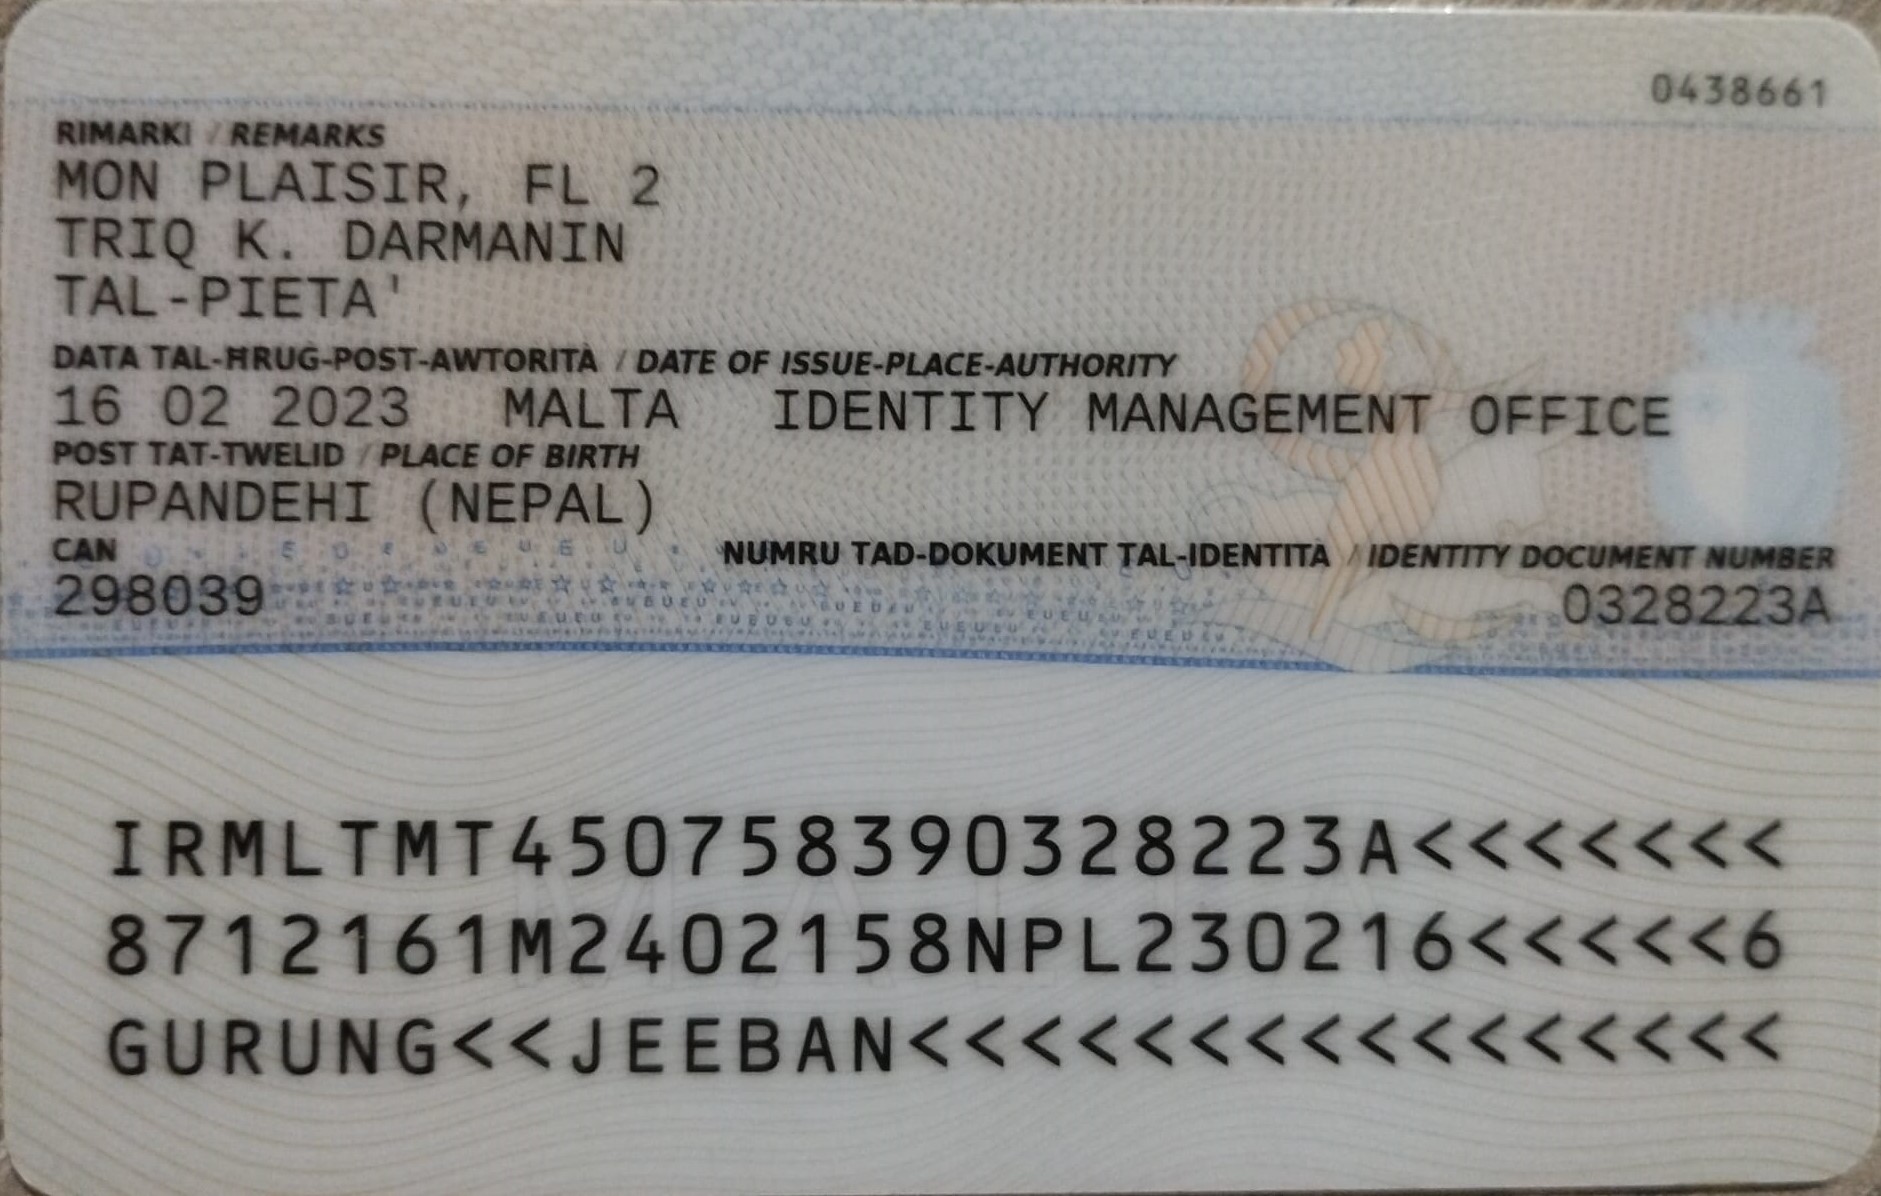 0438661
RIMARKI / REMARKS
MON PLAISIR, FL 2
TRIQ K. DARMANIN
TAL-PIETA'
DATA TAL-ĦRUG-POST-AWTORITÀ / DATE OF ISSUE-PLACE-AUTHORITY
16 02 2023 MALTA IDENTITY MANAGEMENT OFFICE
POST TAT-TWELID / PLACE OF BIRTH
RUPANDEHI (NEPAL)
CAN NUMRU TAD-DOKUMENT TAL-IDENTITÀ / IDENTITY DOCUMENT NUMBER
298039 0328223A
IRMLTMT450758390328223A<<<<<<<
8712161M2402158NPL230216<<<<<6
GURUNG<<JEEBAN<<<<<<<<<<<<<<<<